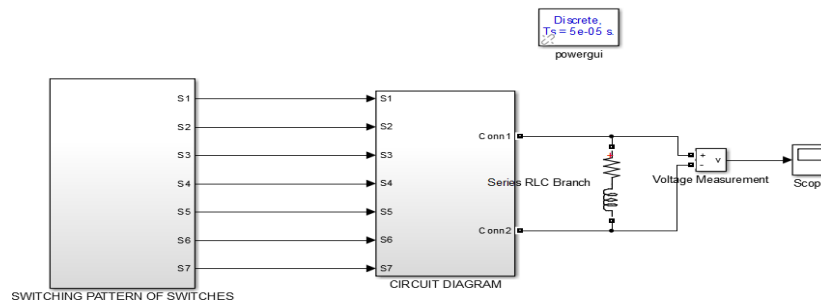 Discrete,
Ts = 5e-05 s.
powergui
S1 S1
S2 S2
S3 S3
Conn1
S4 S4
Series RLC Branch
Voltage Measurement
+
-
v
Scop
S5 S5
S6 S6
Conn2
S7 S7
CIRCUIT DIAGRAM
SWITCHING PATTERN OF SWITCHES